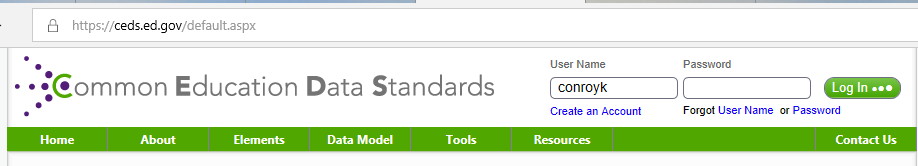 https://ceds.ed.gov/default.aspx
User Name Password
Common Education Data Standards
conroyk Log In
Create an Account Forgot User Name or Password
Home About Elements Data Model Tools Resources Contact Us